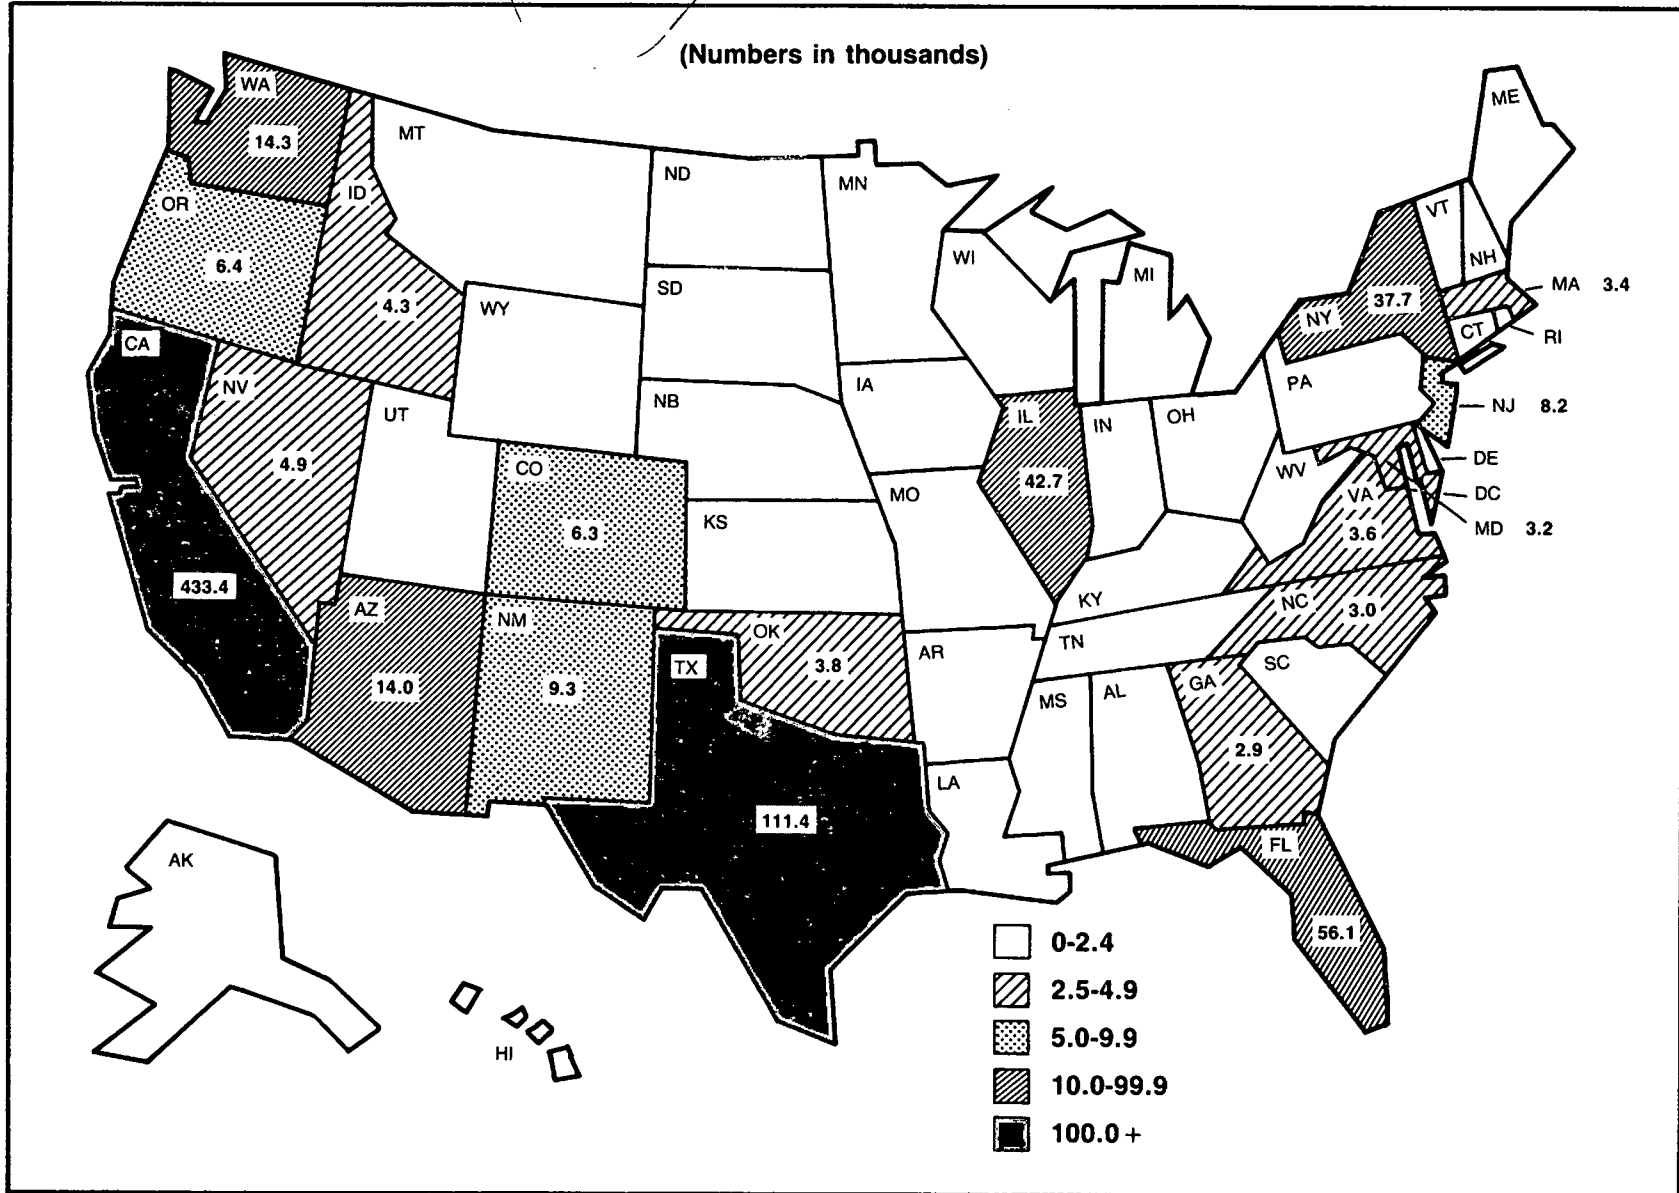 (Numbers in thousands)
WA
14.3
OR
6.4
ID
4.3
MT
ND
MN
SD
WY
WI
MI
ME
VT
NH
MA 3.4
NY
37.7
CT
RI
CA
433.4
NV
4.9
UT
CO
6.3
NB
IA
IL
42.7
IN
OH
PA
NJ 8.2
DE
DC
MD 3.2
WV
VA
3.6
KS
MO
KY
NC
3.0
TN
AZ
14.0
NM
9.3
OK
3.8
TX
111.4
AR
MS
AL
GA
2.9
SC
LA
FL
56.1
AK
HI
0-2.4
2.5-4.9
5.0-9.9
10.0-99.9
100.0+